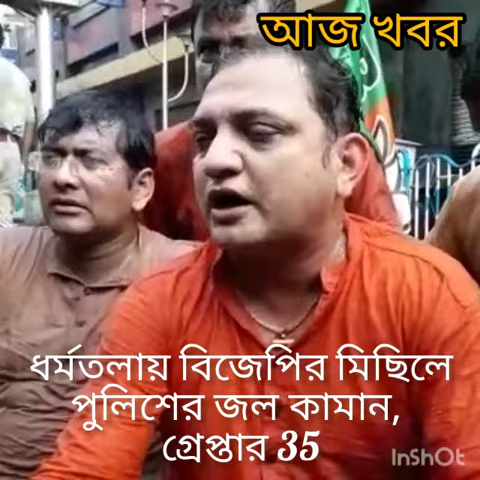 আজ খবর
ধর্মতলায় বিজেপির মিছিলে
পুলিশের জল কামান,
গ্রেপ্তার 35
InShOt